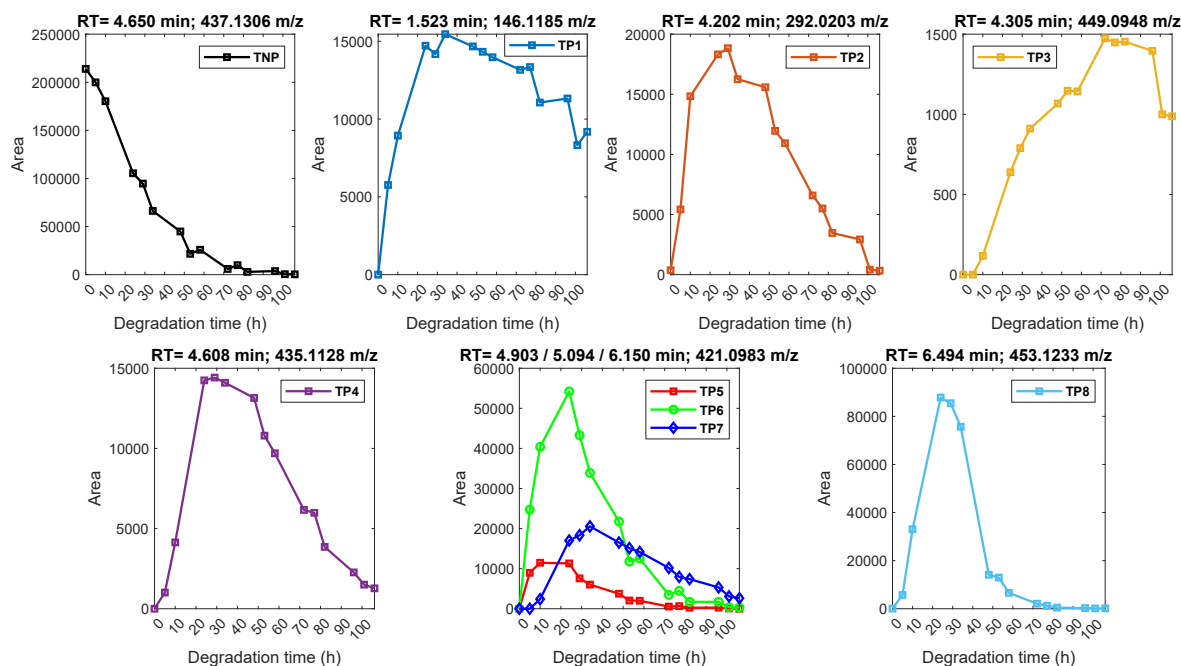 RT= 4.650 min; 437.1306 m/z
250000
200000
150000
100000
50000
0
Area
TNP
0 10 20 30 40 50 60 70 80 90 100
Degradation time (h)
RT= 1.523 min; 146.1185 m/z
15000
10000
5000
0
Area
TP1
0 10 20 30 40 50 60 70 80 90 100
Degradation time (h)
RT= 4.202 min; 292.0203 m/z
20000
15000
10000
5000
0
Area
TP2
0 10 20 30 40 50 60 70 80 90 100
Degradation time (h)
RT= 4.305 min; 449.0948 m/z
1500
1000
500
0
Area
TP3
0 10 20 30 40 50 60 70 80 90 100
Degradation time (h)
RT= 4.608 min; 435.1128 m/z
15000
10000
5000
0
Area
TP4
0 10 20 30 40 50 60 70 80 90 100
Degradation time (h)
RT= 4.903 / 5.094 / 6.150 min; 421.0983 m/z
60000
50000
40000
30000
20000
10000
0
Area
TP5
TP6
TP7
0 10 20 30 40 50 60 70 80 90 100
Degradation time (h)
RT= 6.494 min; 453.1233 m/z
100000
80000
60000
40000
20000
0
Area
TP8
0 10 20 30 40 50 60 70 80 90 100
Degradation time (h)